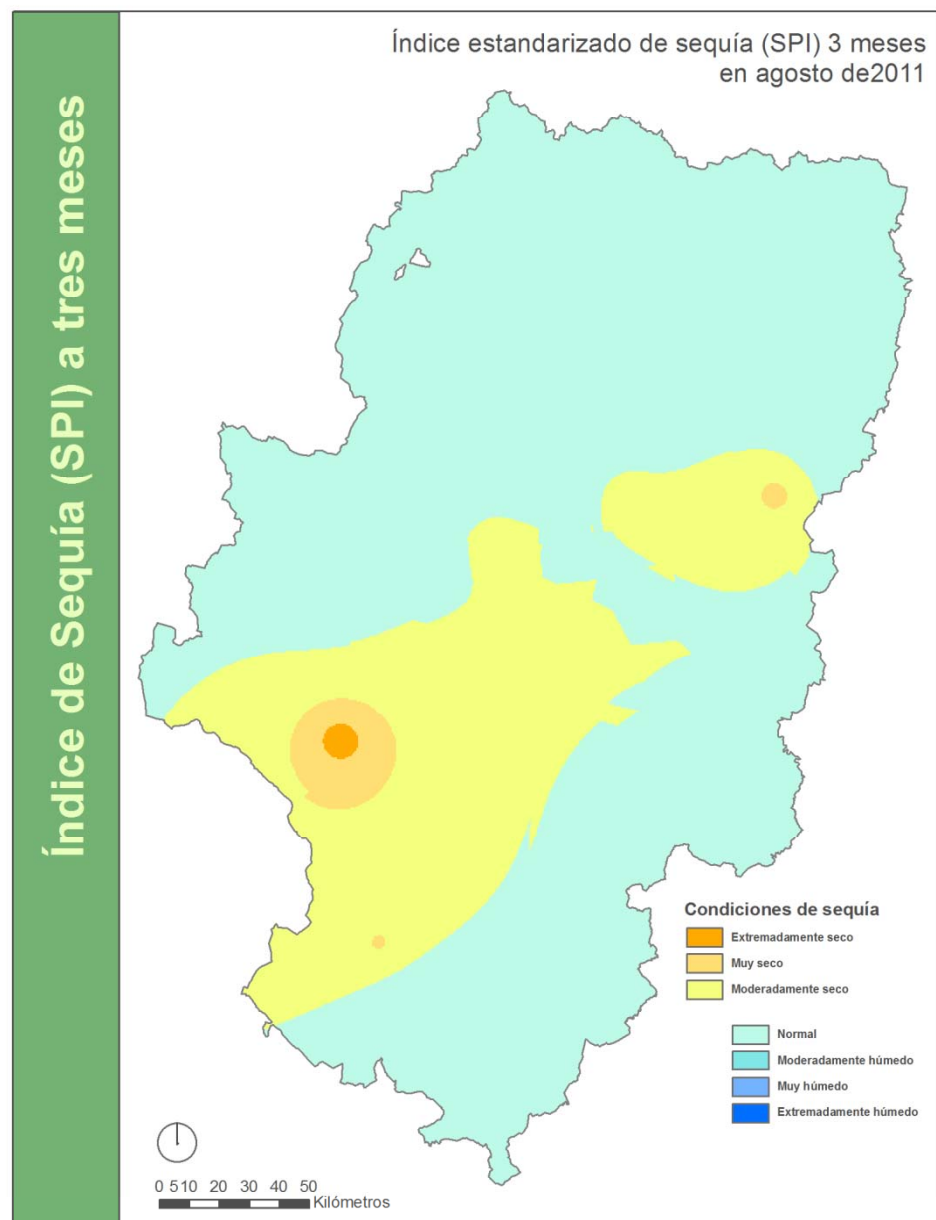 Índice de Sequía (SPI) a tres meses
Índice estandarizado de sequía (SPI) 3 meses
en agosto de2011
Condiciones de sequía
Extremadamente seco
Muy seco
Moderadamente seco
Normal
Moderadamente húmedo
Muy húmedo
Extremadamente húmedo
0 5 10 20 30 40 50
Kilómetros